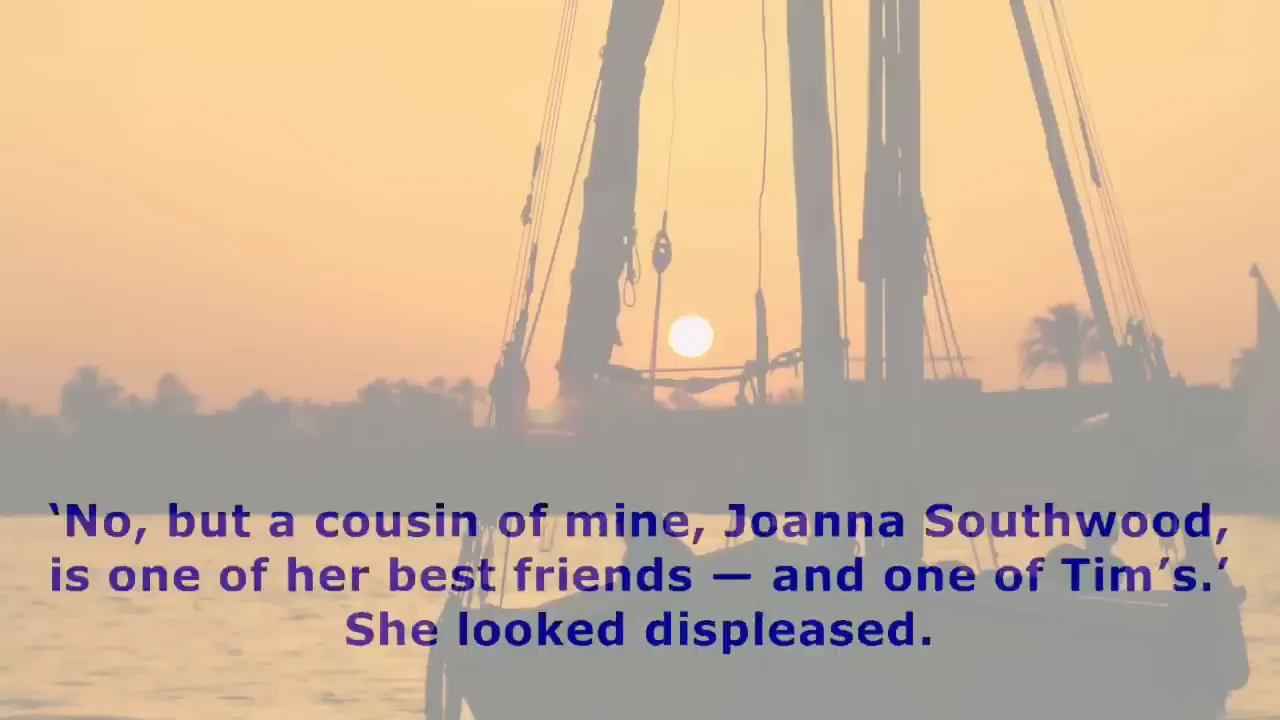 ‘No, but a cousin of mine, Joanna Southwood,
is one of her best friends — and one of Tim’s.’
She looked displeased.